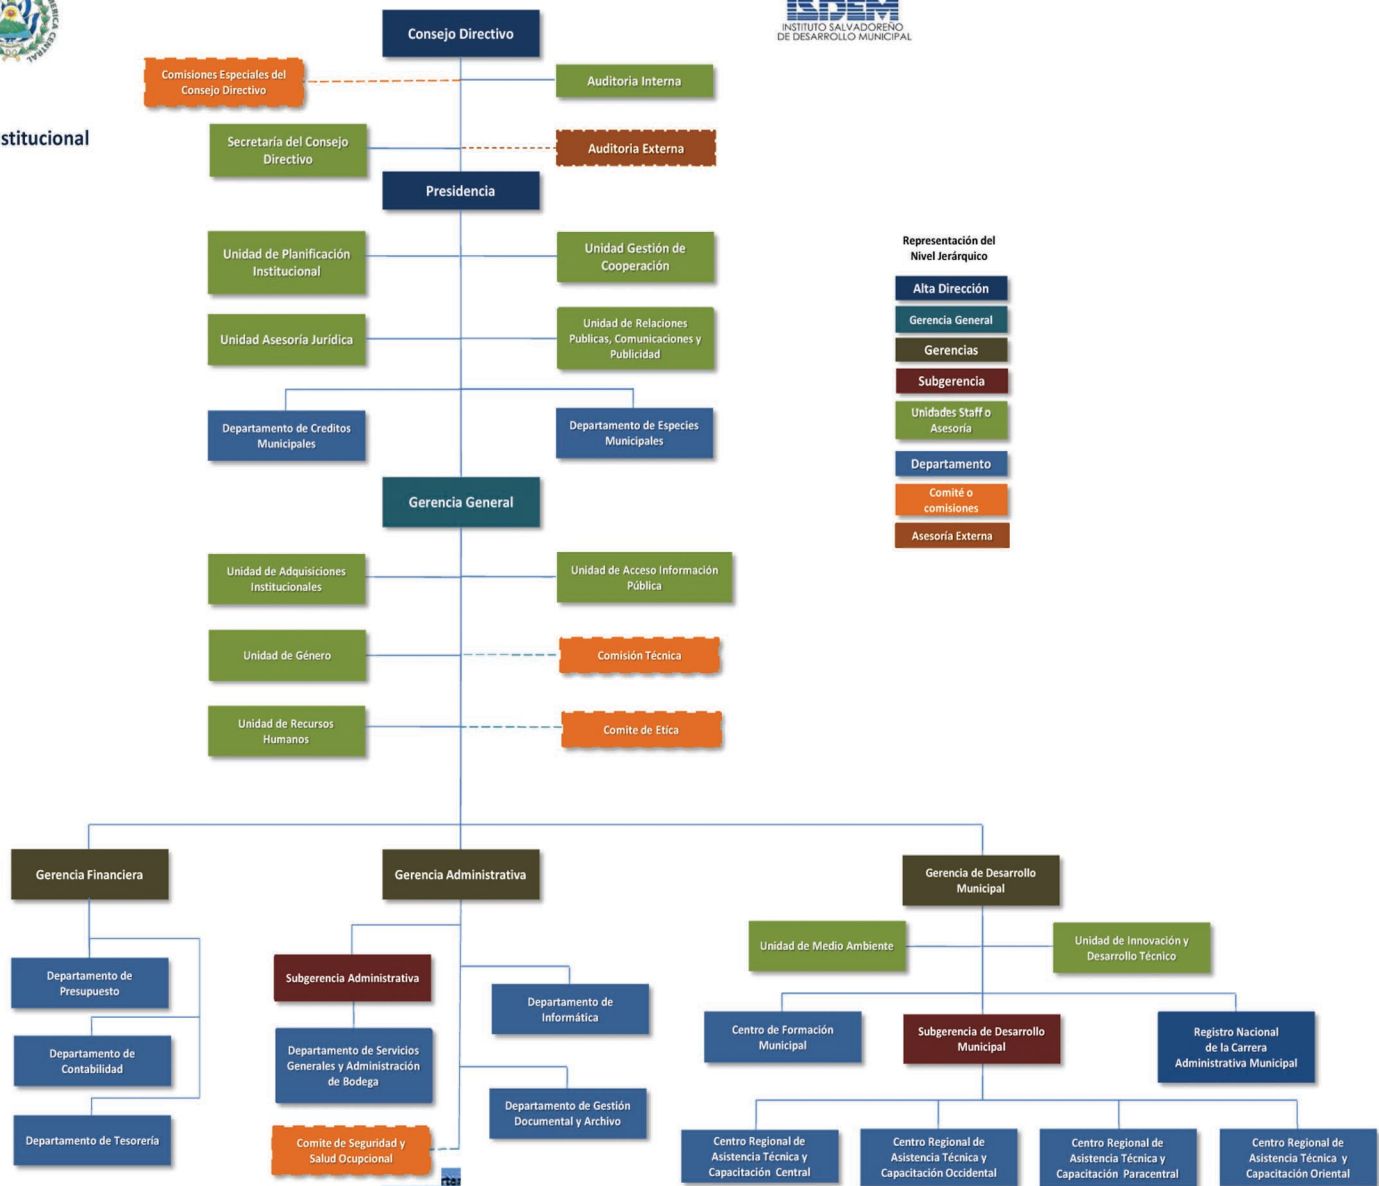 AMERICA CENTRAL
ISDEM
INSTITUTO SALVADOREÑO
DE DESARROLLO MUNICIPAL
Consejo Directivo
Comisiones Especiales del
Consejo Directivo
Auditoria Interna
stitucional
Secretaría del Consejo
Directivo
Auditoria Externa
Presidencia
Unidad de Planificación
Institucional
Unidad Gestión de
Cooperación
Unidad Asesoría Jurídica
Unidad de Relaciones
Publicas, Comunicaciones y
Publicidad
Departamento de Creditos
Municipales
Departamento de Especies
Municipales
Gerencia General
Unidad de Adquisiciones
Institucionales
Unidad de Acceso Información
Pública
Unidad de Género
Comisión Técnica
Unidad de Recursos
Humanos
Comite de Etica
Representación del
Nivel Jerárquico
Alta Dirección
Gerencia General
Gerencias
Subgerencia
Unidades Staff o
Asesoría
Departamento
Comité o
comisiones
Asesoría Externa
Gerencia Financiera
Gerencia Administrativa
Gerencia de Desarrollo
Municipal
Departamento de
Presupuesto
Departamento de
Contabilidad
Departamento de Tesorería
Subgerencia Administrativa
Departamento de
Informática
Departamento de Servicios
Generales y Administración
de Bodega
Departamento de Gestión
Documental y Archivo
Comite de Seguridad y
Salud Ocupcional
Unidad de Medio Ambiente
Unidad de Innovación y
Desarrollo Técnico
Centro de Formación
Municipal
Subgerencia de Desarrollo
Municipal
Registro Nacional
de la Carrera
Administrativa Municipal
Centro Regional de
Asistencia Técnica y
Capacitación Central
Centro Regional de
Asistencia Técnica y
Capacitación Occidental
Centro Regional de
Asistencia Técnica y
Capacitación Paracentral
Centro Regional de
Asistencia Técnica y
Capacitación Oriental